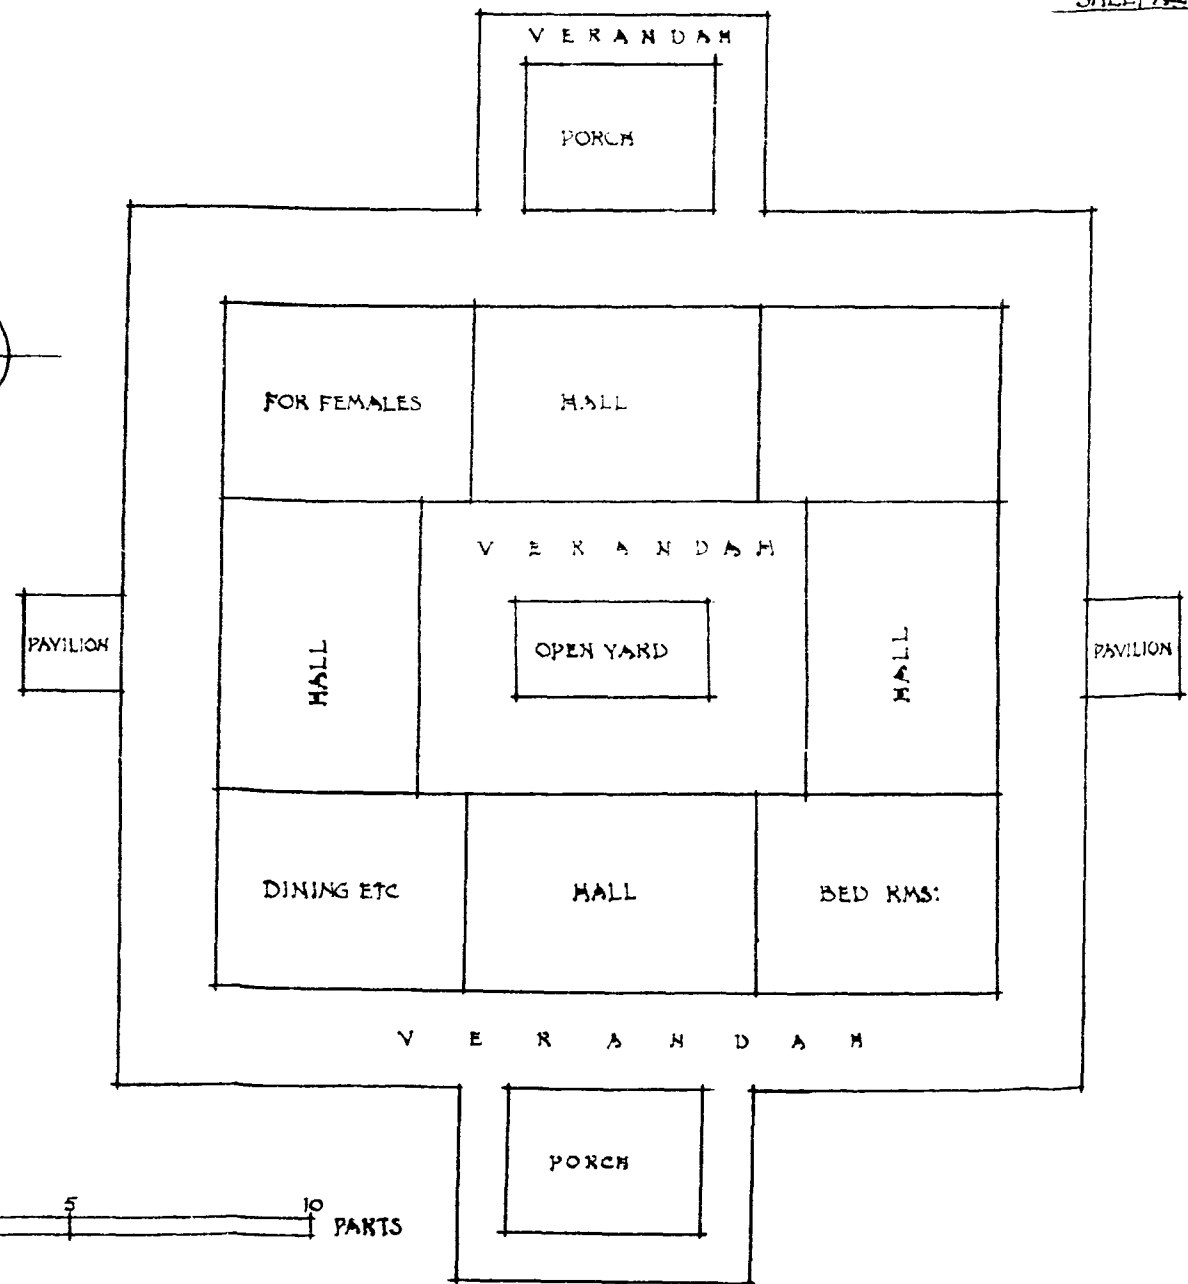 VERANDAH
PORCH
FOR FEMALES
HALL
VERANDAH
PAVILION
HALL
OPEN YARD
HALL
PAVILION
DINING ETC
HALL
BED RMS:
VERANDAH
PORCH
5 10 PARTS